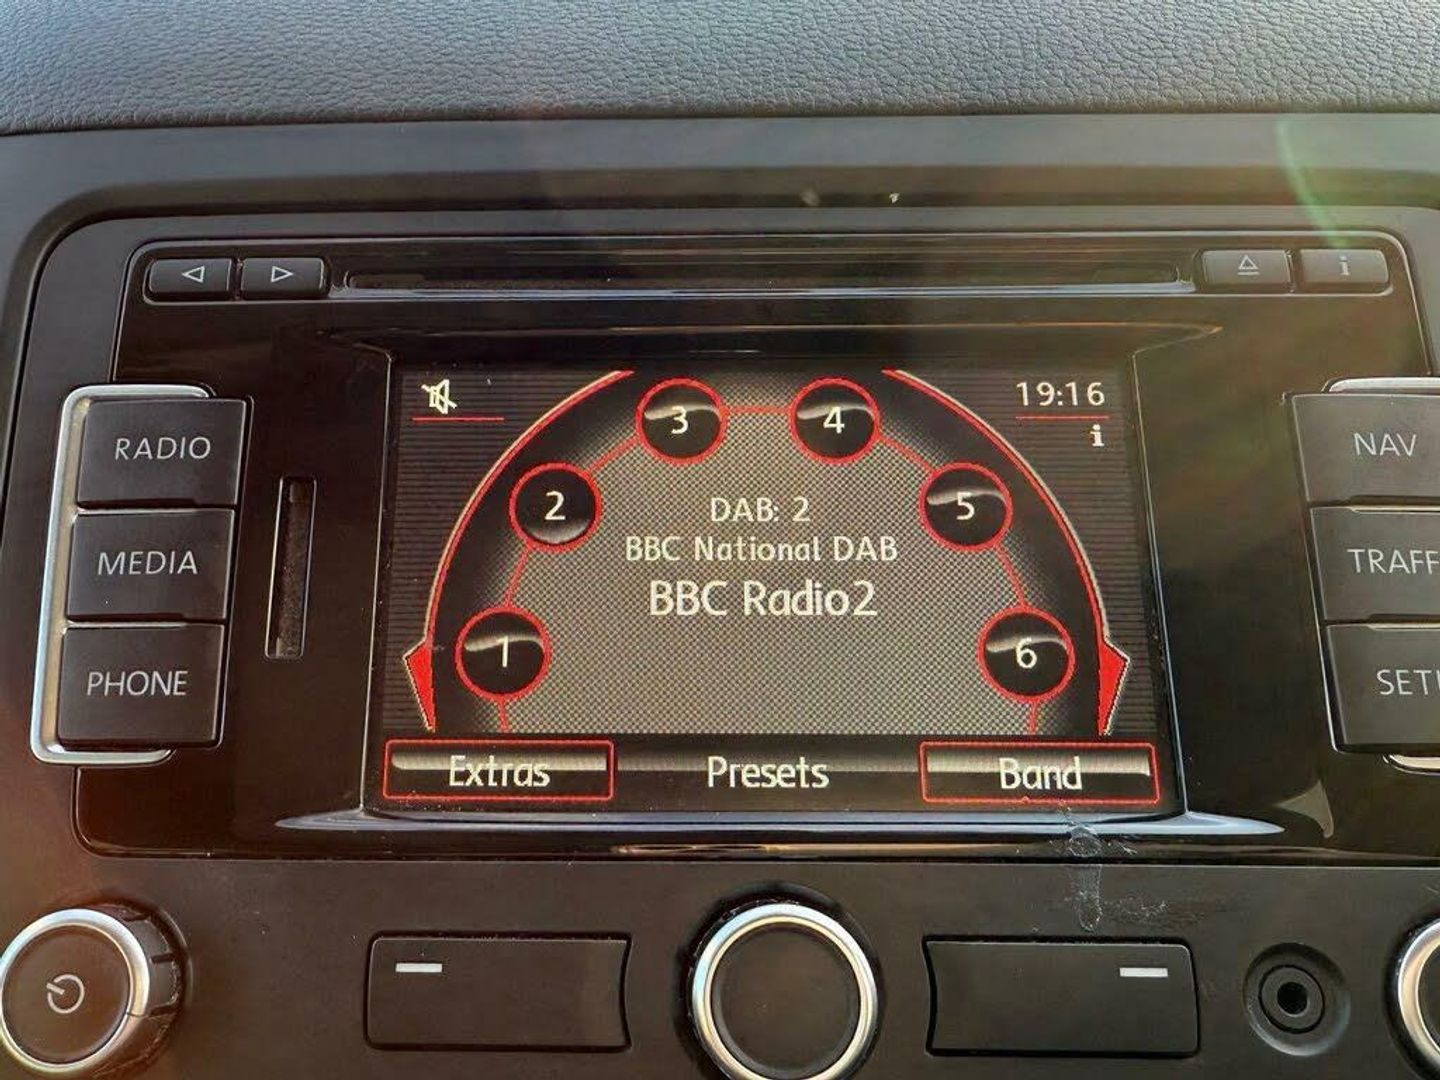 i
RADIO
MEDIA
PHONE
19:16
i
1
2
3
4
5
6
DAB: 2
BBC National DAB
BBC Radio2
Extras
Presets
Band
NAV
TRAFF
SETU